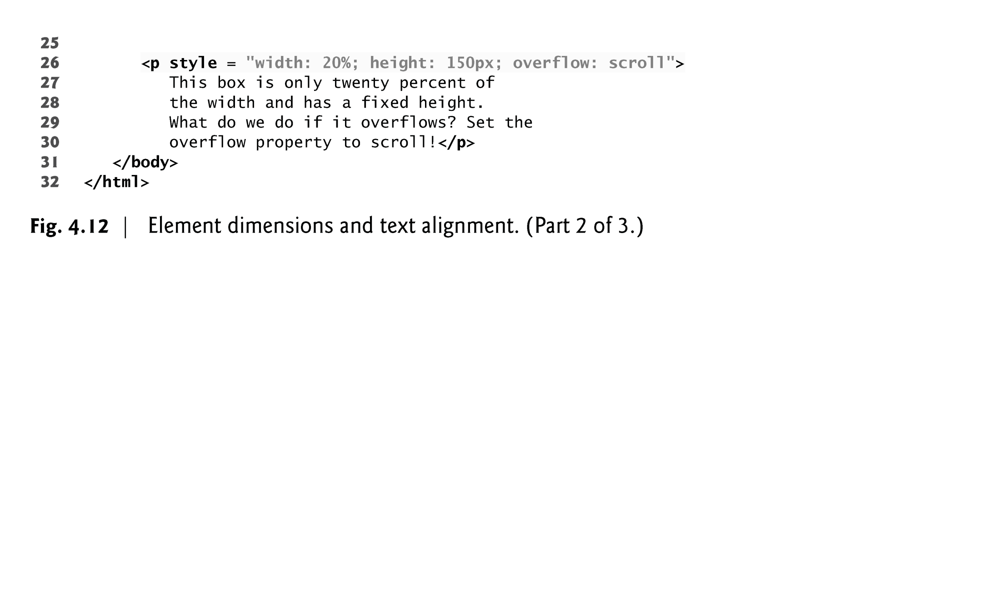 25
26 <p style = "width: 20%; height: 150px; overflow: scroll">
27 This box is only twenty percent of
28 the width and has a fixed height.
29 What do we do if it overflows? Set the
30 overflow property to scroll!</p>
31 </body>
32 </html>
Fig. 4.12 | Element dimensions and text alignment. (Part 2 of 3.)